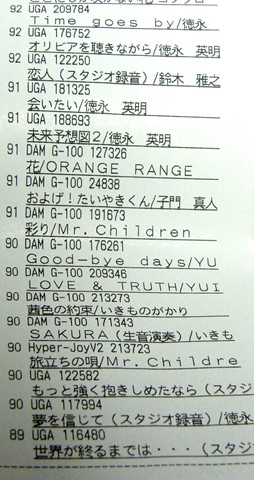 92 UGA 209784
Time goes by/徳永
92 UGA 176752
オリビアを聴きながら/徳永 英明
92 UGA 122250
恋人(スタジオ録音)/鈴木 雅之
91 UGA 181325
会いたい/徳永 英明
91 UGA 188693
未来予想図2/徳永 英明
91 DAM G-100 127326
花/ORANGE RANGE
91 DAM G-100 24838
およげ!たいやきくん/子門 真人
91 DAM G-100 191673
彩り/Mr.Children
90 DAM G-100 176261
Good-bye days/YU
90 DAM G-100 209346
LOVE & TRUTH/YUI
90 DAM G-100 213273
茜色の約束/いきものがかり
90 DAM G-100 171343
SAKURA(生音演奏)/いきも
90 Hyper-JoyV2 213723
旅立ちの唄/Mr.Childre
90 UGA 122582
もっと強く抱きしめたなら(スタジ
90 UGA 117994
夢を信じて(スタジオ録音)/徳永
89 UGA 116480
世界が終るまでは・・・(スタジ